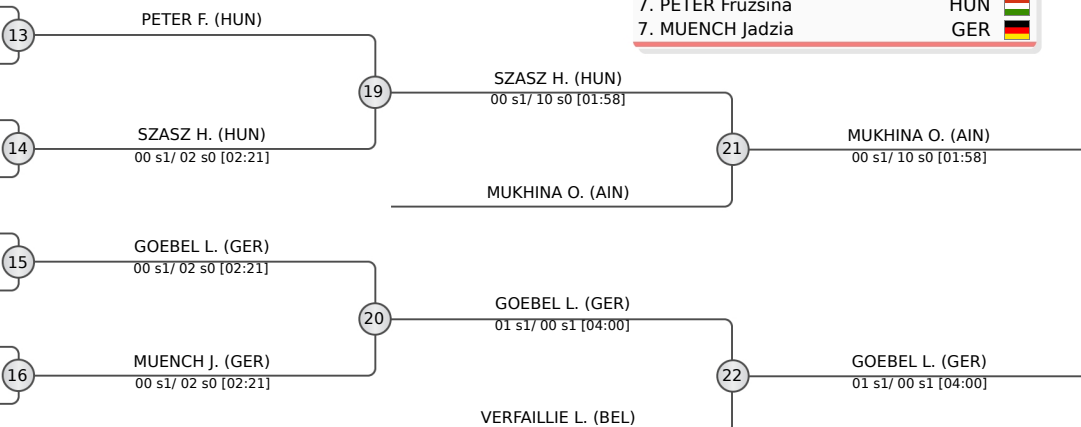 7. PETER Fruzsina HUN
7. MUENCH Jadzia GER
PETER F. (HUN)
13
19
SZASZ H. (HUN)
00 s1/ 10 s0 [01:58]
14
SZASZ H. (HUN)
00 s1/ 02 s0 [02:21]
21
MUKHINA O. (AIN)
00 s1/ 10 s0 [01:58]
MUKHINA O. (AIN)
15
GOEBEL L. (GER)
00 s1/ 02 s0 [02:21]
20
GOEBEL L. (GER)
01 s1/ 00 s1 [04:00]
16
MUENCH J. (GER)
00 s1/ 02 s0 [02:21]
22
GOEBEL L. (GER)
01 s1/ 00 s1 [04:00]
VERFAILLIE L. (BEL)